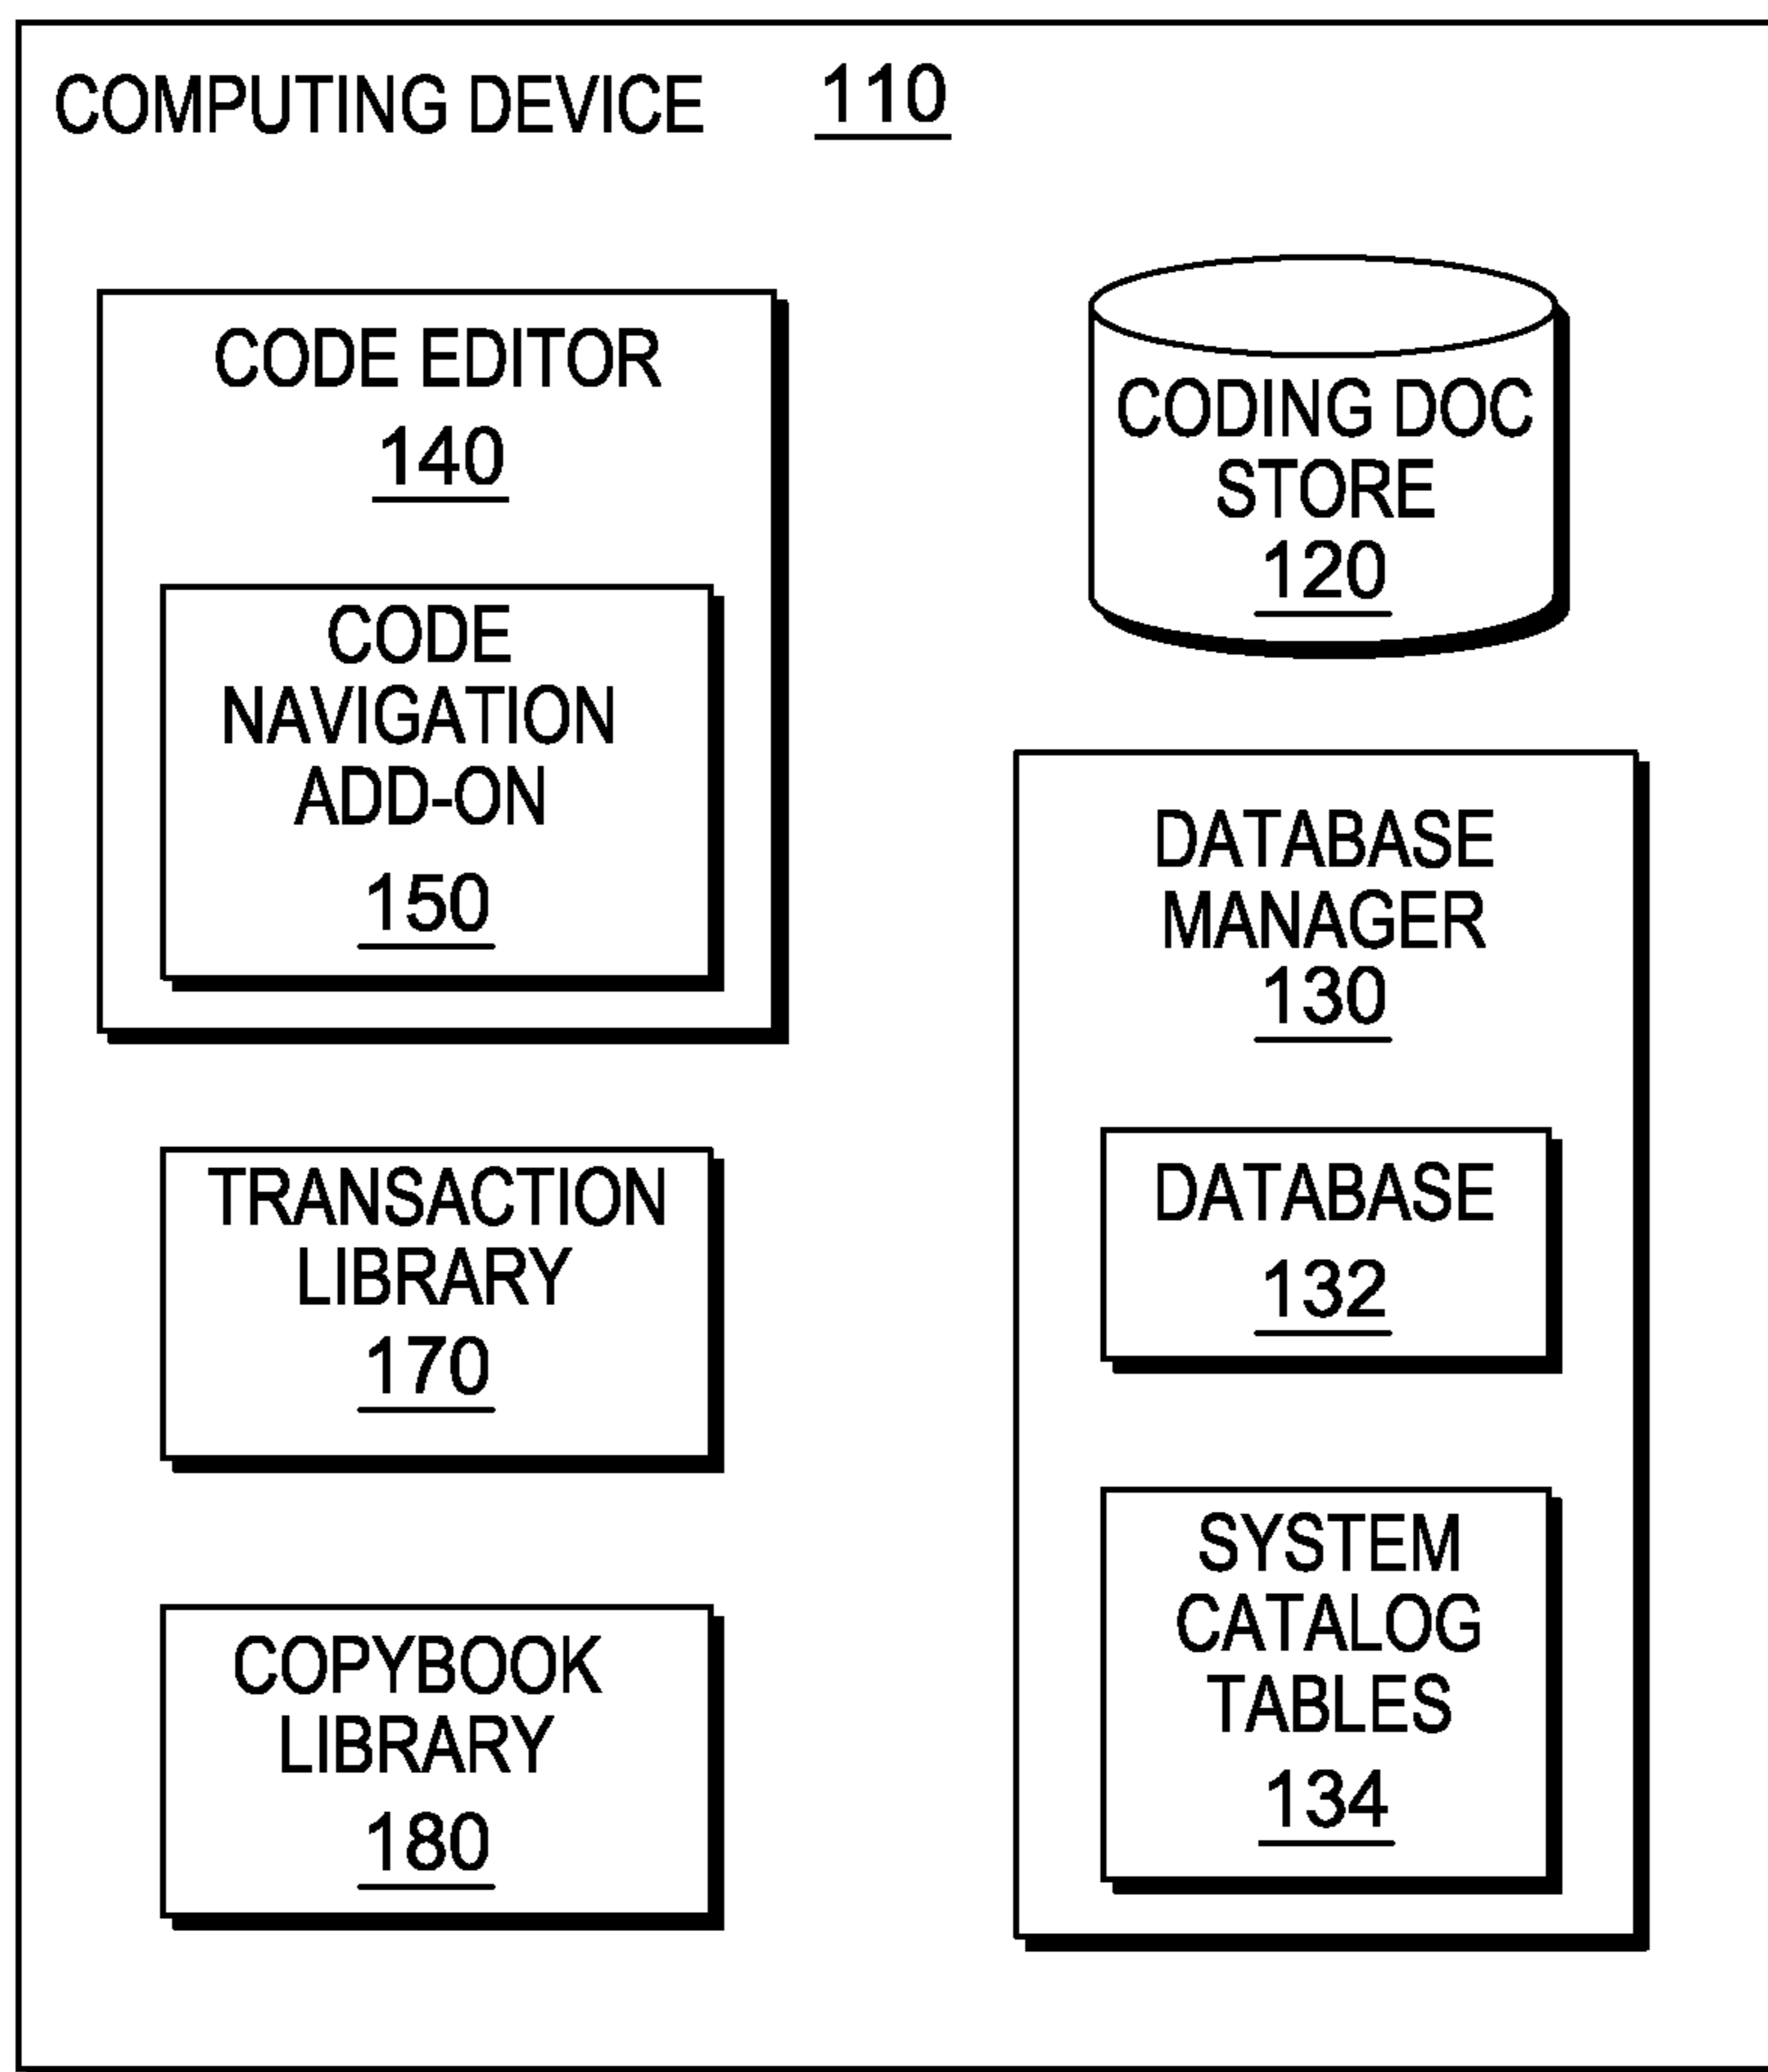 COMPUTING DEVICE 110
CODE EDITOR
140
CODE
NAVIGATION
ADD-ON
150
TRANSACTION
LIBRARY
170
COPYBOOK
LIBRARY
180
CODING DOC
STORE
120
DATABASE
MANAGER
130
DATABASE
132
SYSTEM
CATALOG
TABLES
134